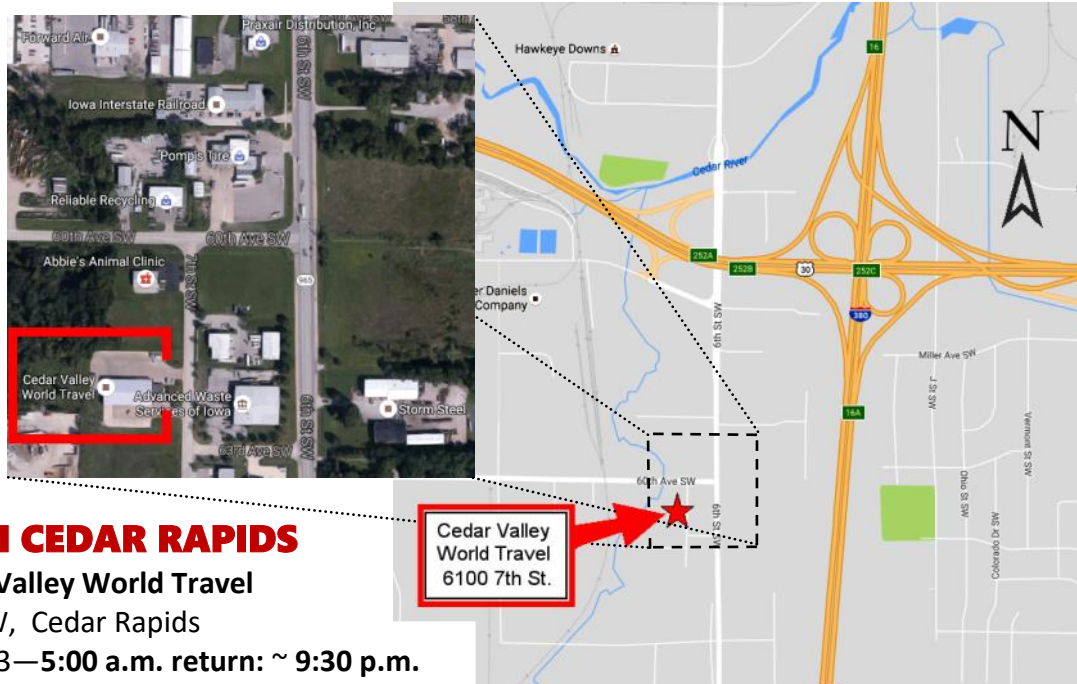 Praxair Distribution, Inc
Forward Air
6th St SW
Iowa Interstate Railroad
Pomp's Tire
Reliable Recycling
60th Ave SW
60th Ave SW
Abbie's Animal Clinic
7th St SW
965
Cedar Valley
World Travel
Advanced Waste
Services of Iowa
Storm Steel
6th St SW
63rd Ave SW
Hawkeye Downs
16
N
Cedar River
252A
252B
30
252C
er Daniels
Company
380
6th St SW
Miller Ave SW
J St SW
16A
Vermont St SW
60th Ave SW
6th St SW
Ohio St SW
Colorado Dr SW
Cedar Valley
World Travel
6100 7th St.
CEDAR RAPIDS
Valley World Travel
, Cedar Rapids
3—5:00 a.m. return: ~ 9:30 p.m.